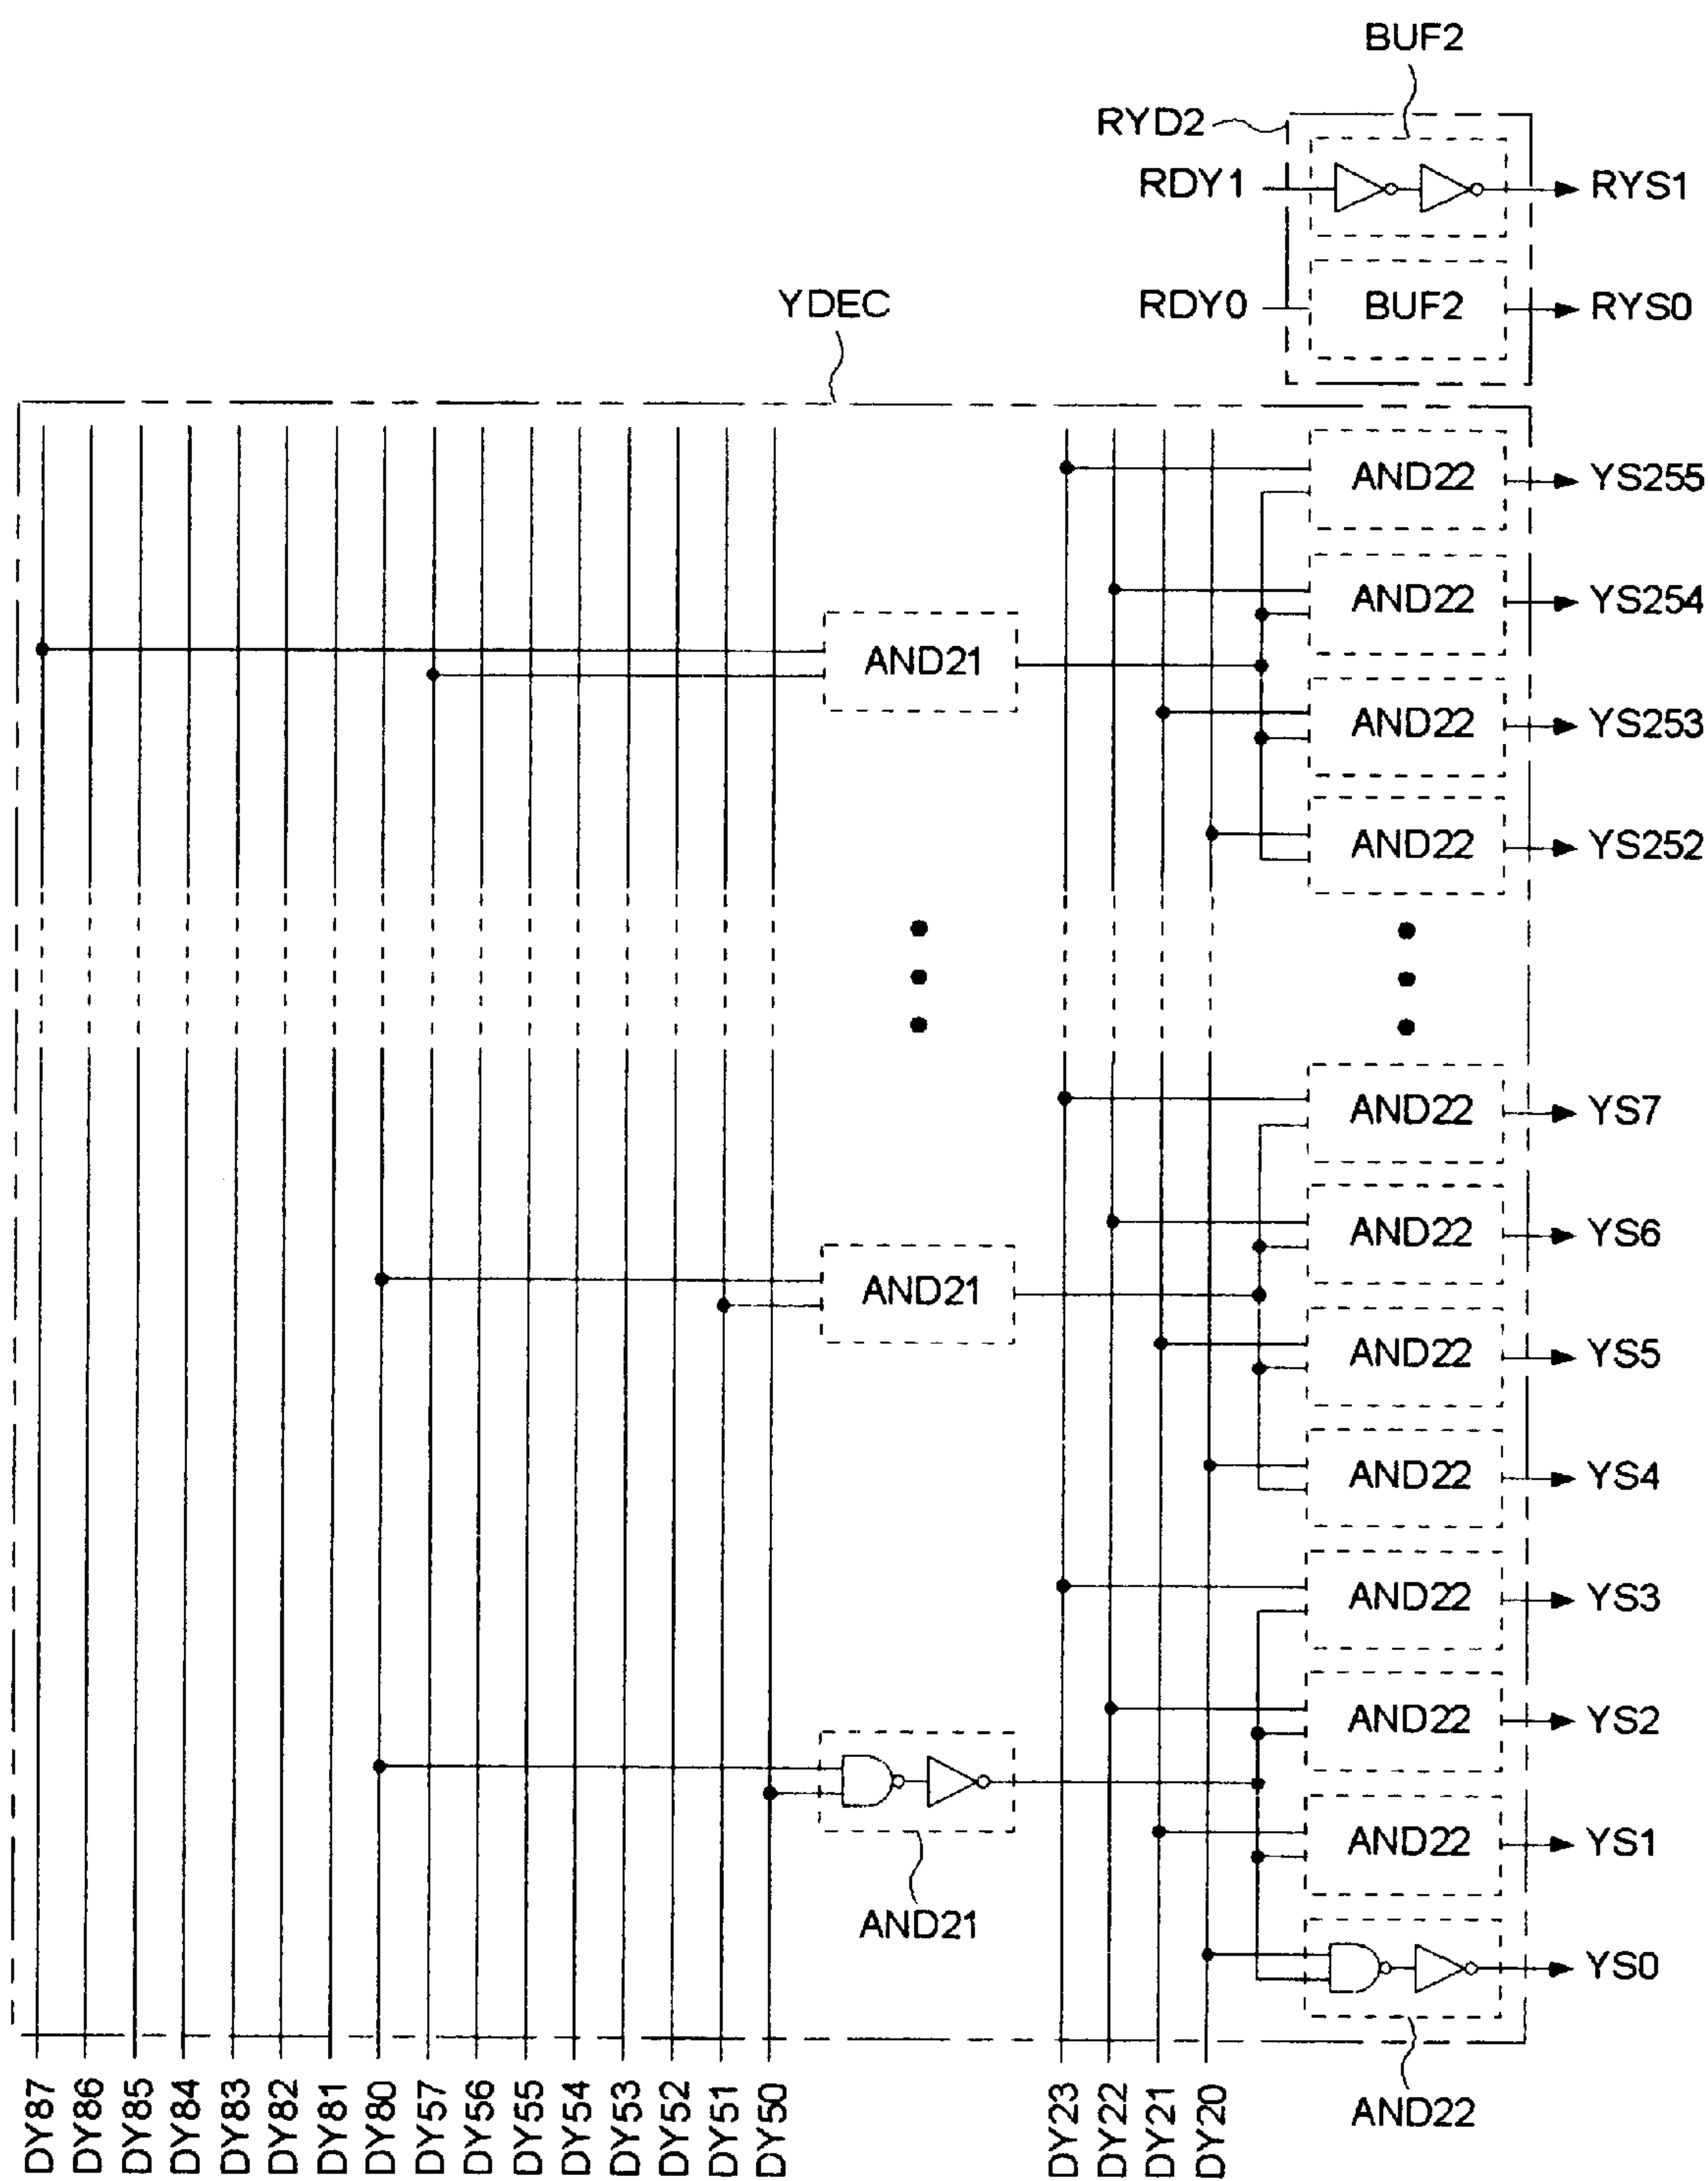 BUF2
RYD2
RDY1
RYS1
RDY0
BUF2
RYS0
YDEC
AND22
YS255
AND22
YS254
AND21
AND22
YS253
AND22
YS252
AND22
YS7
AND22
YS6
AND21
AND22
YS5
AND22
YS4
AND22
YS3
AND22
YS2
AND22
YS1
AND21
YS0
AND22
DY87
DY86
DY85
DY84
DY83
DY82
DY81
DY80
DY57
DY56
DY55
DY54
DY53
DY52
DY51
DY50
DY23
DY22
DY21
DY20